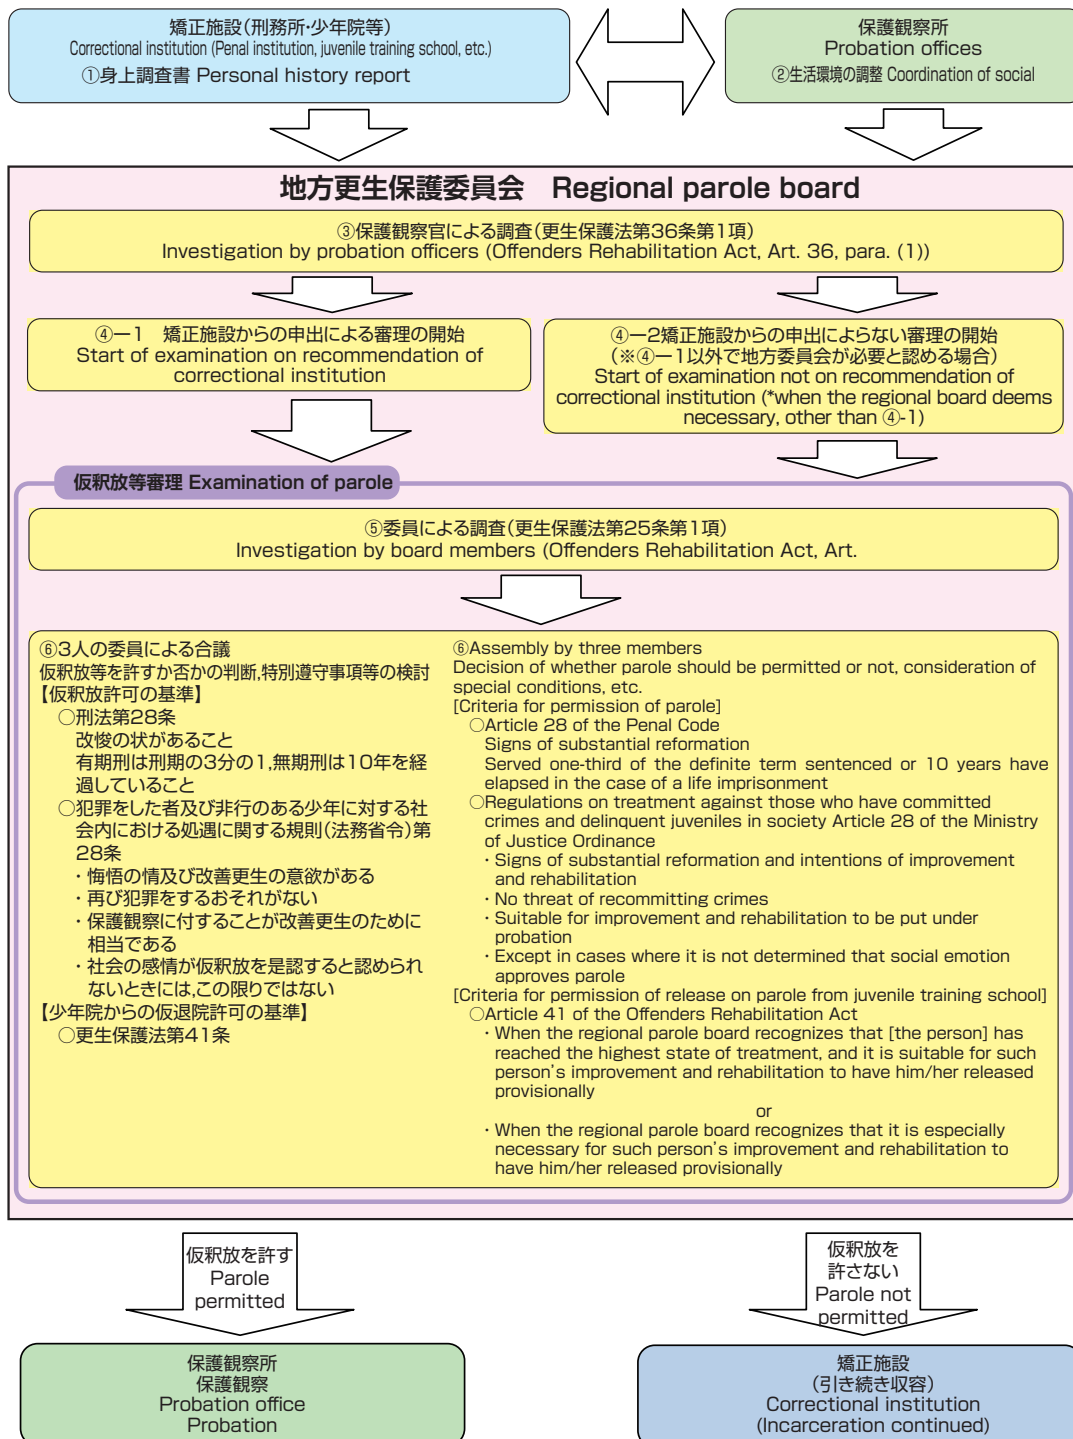 矯正施設(刑務所・少年院等)
Correctional institution (Penal institution, juvenile training school, etc.)
①身上調査書 Personal history report
保護観察所
Probation offices
②生活環境の調整 Coordination of social
地方更生保護委員会 Regional parole board
③保護観察官による調査(更生保護法第36条第1項)
Investigation by probation officers (Offenders Rehabilitation Act, Art. 36, para. (1))
④ー1 矯正施設からの申出による審理の開始
Start of examination on recommendation of
correctional institution
④ー2矯正施設からの申出によらない審理の開始
(※④ー1以外で地方委員会が必要と認める場合)
Start of examination not on recommendation of
correctional institution (*when the regional board deems
necessary, other than ④-1)
仮釈放等審理 Examination of parole
⑤委員による調査(更生保護法第25条第1項)
Investigation by board members (Offenders Rehabilitation Act, Art.
⑥3人の委員による合議
仮釈放等を許すか否かの判断,特別遵守事項等の検討
【仮釈放許可の基準】
○刑法第28条
改悛の状があること
有期刑は刑期の3分の1,無期刑は10年を経
過していること
○犯罪をした者及び非行のある少年に対する社
会内における処遇に関する規則(法務省令)第
28条
・悔悟の情及び改善更生の意欲がある
・再び犯罪をするおそれがない
・保護観察に付することが改善更生のために
相当である
・社会の感情が仮釈放を是認すると認められ
ないときには,この限りではない
【少年院からの仮退院許可の基準】
○更生保護法第41条
⑥Assembly by three members
Decision of whether parole should be permitted or not, consideration of
special conditions, etc.
[Criteria for permission of parole]
○Article 28 of the Penal Code
Signs of substantial reformation
Served one-third of the definite term sentenced or 10 years have
elapsed in the case of a life imprisonment
○Regulations on treatment against those who have committed
crimes and delinquent juveniles in society Article 28 of the Ministry
of Justice Ordinance
・Signs of substantial reformation and intentions of improvement
and rehabilitation
・No threat of recommitting crimes
・Suitable for improvement and rehabilitation to be put under
probation
・Except in cases where it is not determined that social emotion
approves parole
[Criteria for permission of release on parole from juvenile training school]
○Article 41 of the Offenders Rehabilitation Act
・When the regional parole board recognizes that [the person] has
reached the highest state of treatment, and it is suitable for such
person's improvement and rehabilitation to have him/her released
provisionally
or
・When the regional parole board recognizes that it is especially
necessary for such person's improvement and rehabilitation to
have him/her released provisionally
仮釈放を許す
Parole
permitted
仮釈放を
許さない
Parole not
permitted
保護観察所
保護観察
Probation office
Probation
矯正施設
(引き続き収容)
Correctional institution
(Incarceration continued)